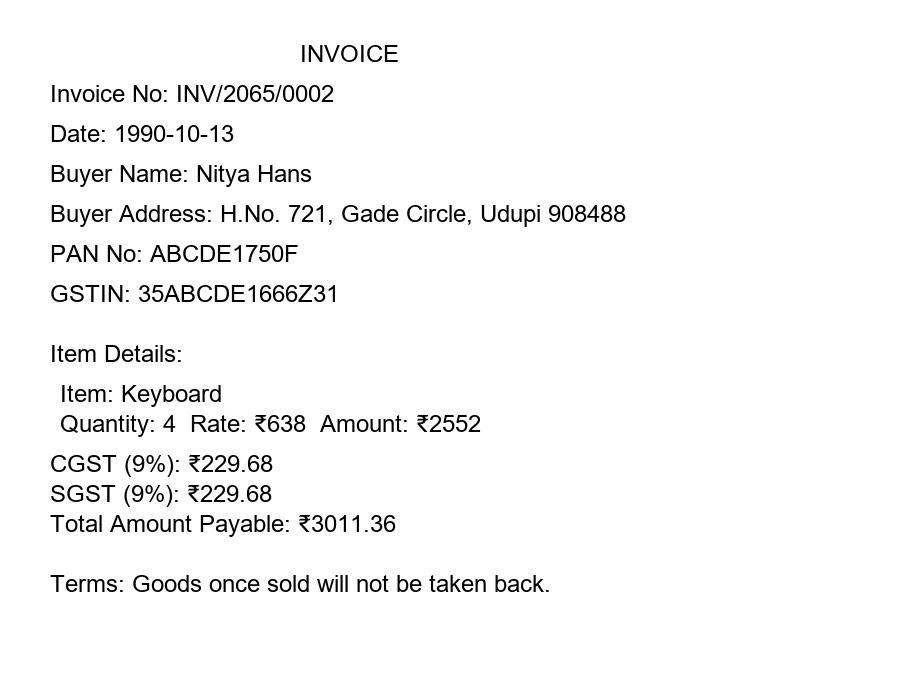 INVOICE
Invoice No: INV/2065/0002
Date: 1990-10-13
Buyer Name: Nitya Hans
Buyer Address: H.No. 721, Gade Circle, Udupi 908488
PAN No: ABCDE1750F
GSTIN: 35ABCDE1666Z31
Item Details:
Item: Keyboard
Quantity: 4  Rate: ₹638  Amount: ₹2552
CGST (9%): ₹229.68
SGST (9%): ₹229.68
Total Amount Payable: ₹3011.36
Terms: Goods once sold will not be taken back.